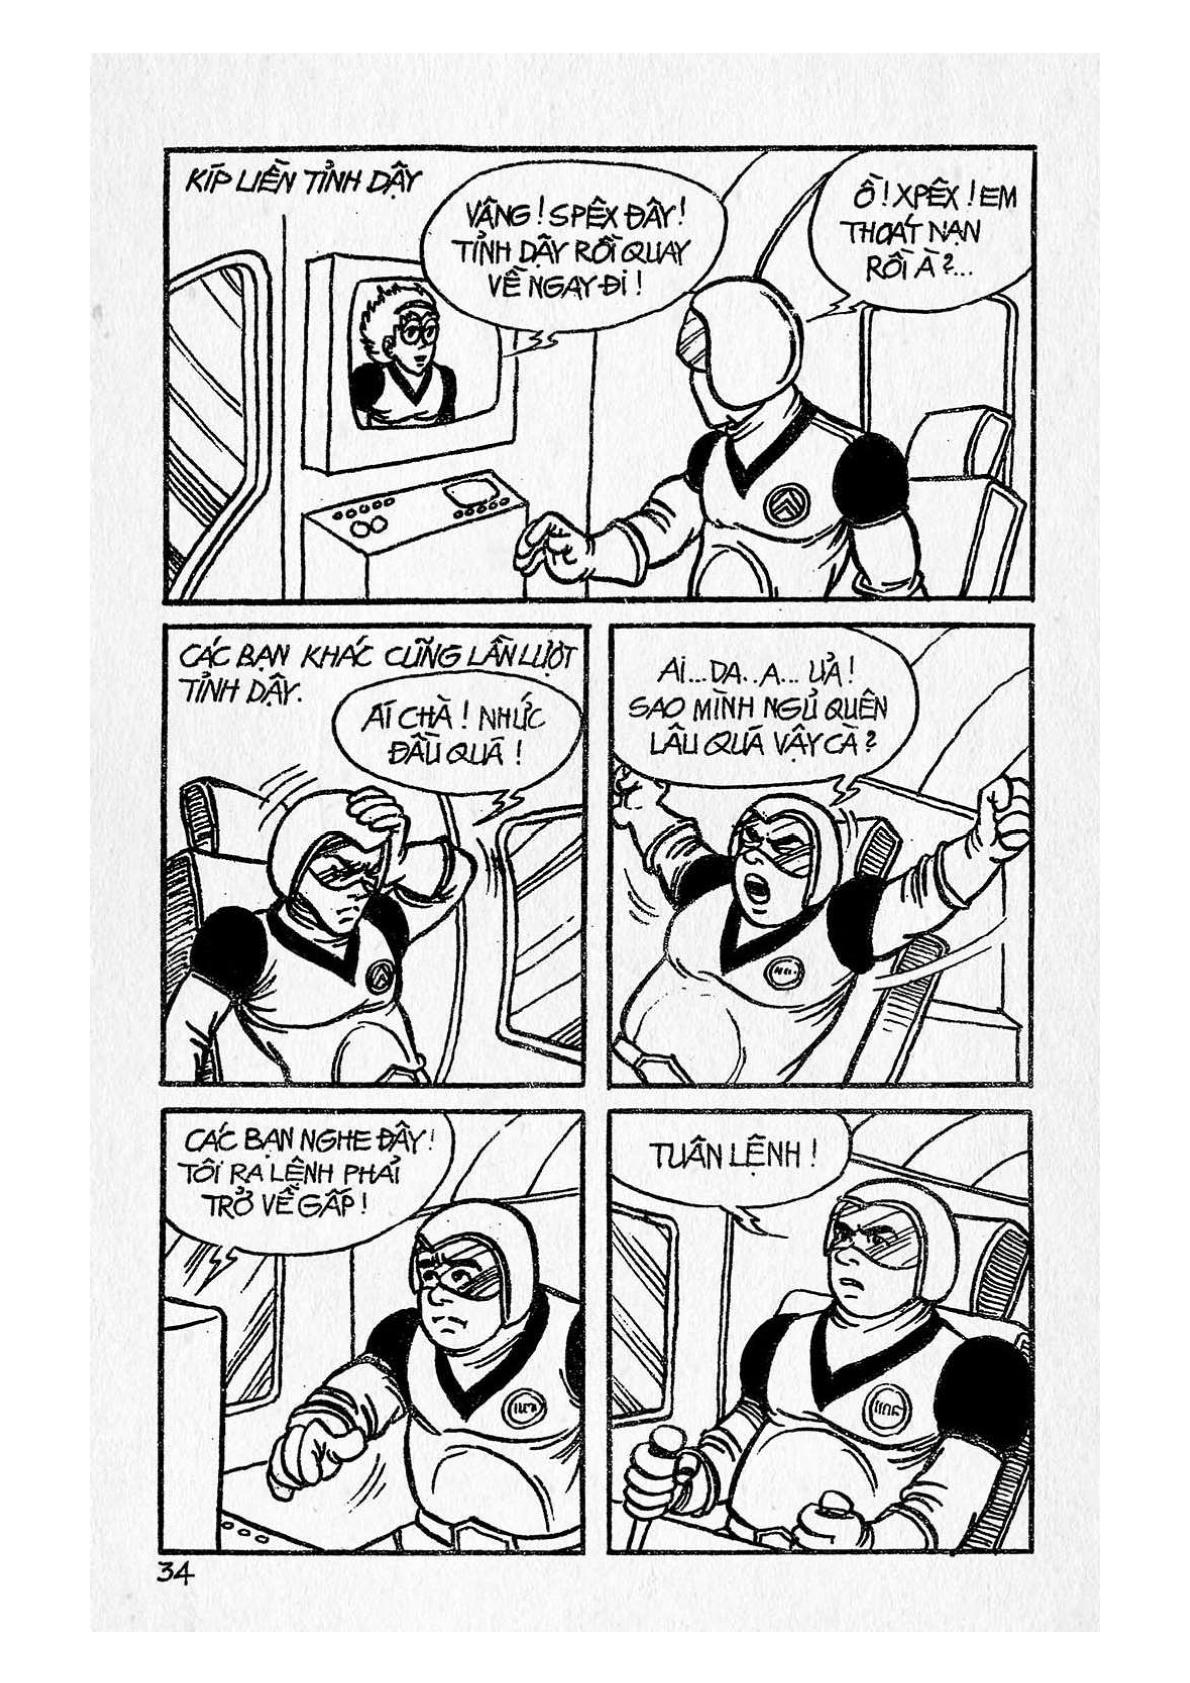 KÍP LIỀN TỈNH DẬY
VÂNG! SPÊX ĐÂY!
TỈNH DẬY RỒI QUAY
VỀ NGAY ĐI!
Ồ! XPÊX! EM
THOÁT NẠN
RỒI À?...
CÁC BẠN KHÁC CŨNG LẦN LƯỢT
TỈNH DẬY.
ÁI CHÀ! NHỨC
ĐẦU QUÁ!
AI...DA..A... UẢ!
SAO MÌNH NGỦ QUÊN
LÂU QUÁ VẬY CÀ?
CÁC BẠN NGHE ĐÂY!
TÔI RA LỆNH PHẢI
TRỞ VỀ GẤP!
TUÂN LỆNH!
34